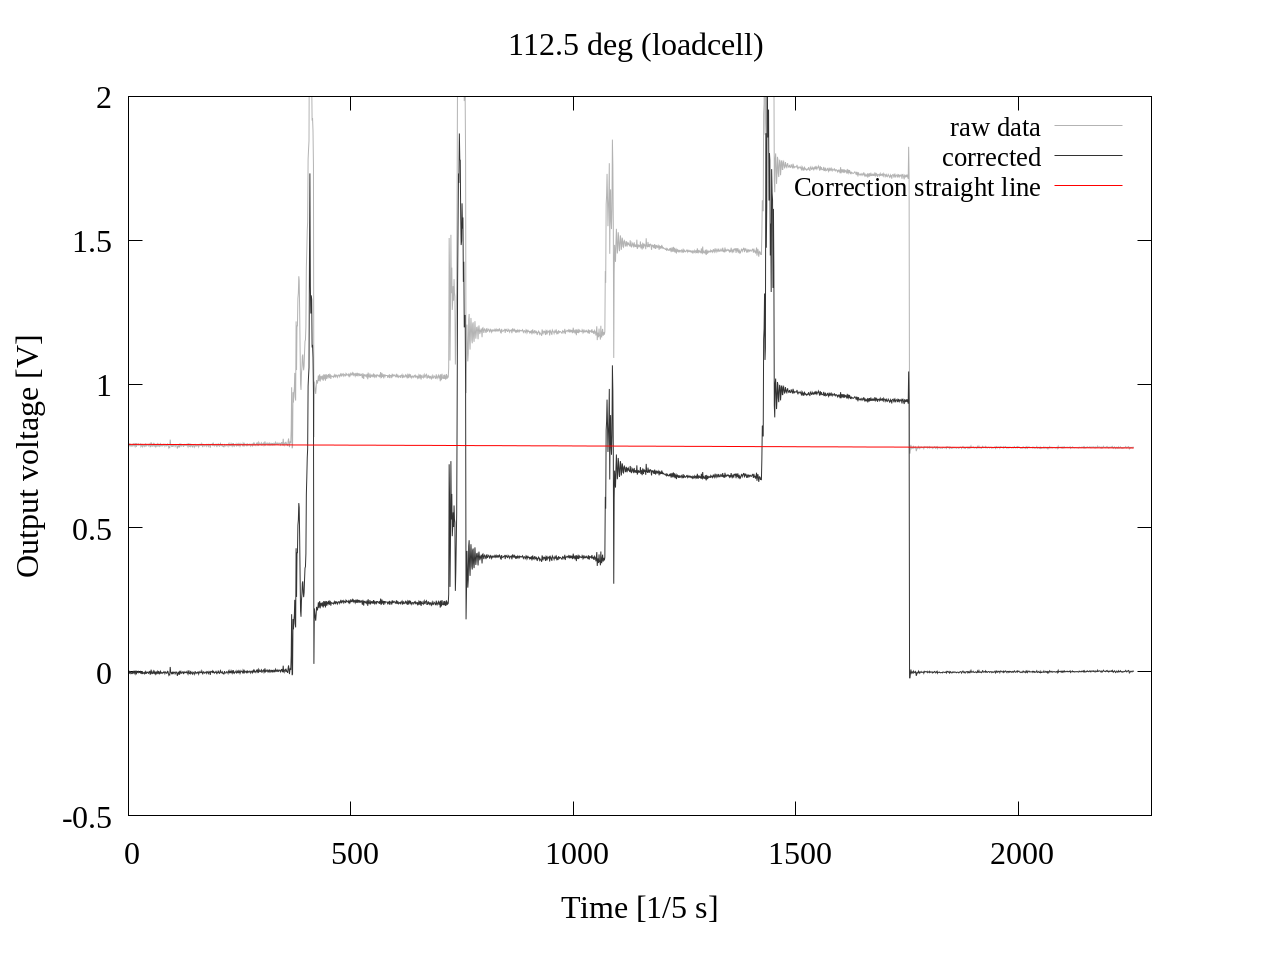 112.5 deg (loadcell)
2
1.5
1
0.5
0
-0.5
raw data
corrected
Correction straight line
Output voltage [V]
0 500 1000 1500 2000
Time [1/5 s]